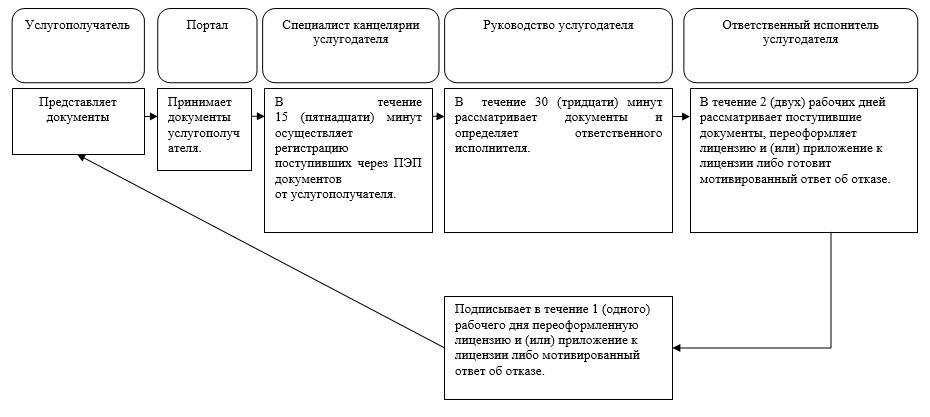 Услугополучатель
Портал
Специалист канцелярии
услугодателя
Руководство услугодателя
Ответственный испонитель
услугодателя
Представляет
документы
Принимает
документы
услугополуч
ателя.
В течение
15 (пятнадцати) минут
осуществляет
регистрацию
поступивших через ПЭП
документов
от услугополучателя.
В течение 30 (тридцати) минут
рассматривает документы и
определяет ответственного
исполнителя.
В течение 2 (двух) рабочих дней
рассматривает поступившие
документы, переоформляет
лицензию и (или) приложение к
лицензии либо готовит
мотивированный ответ об отказе.
Подписывает в течение 1 (одного)
рабочего дня переоформленную
лицензию и (или) приложение к
лицензии либо мотивированный
ответ об отказе.